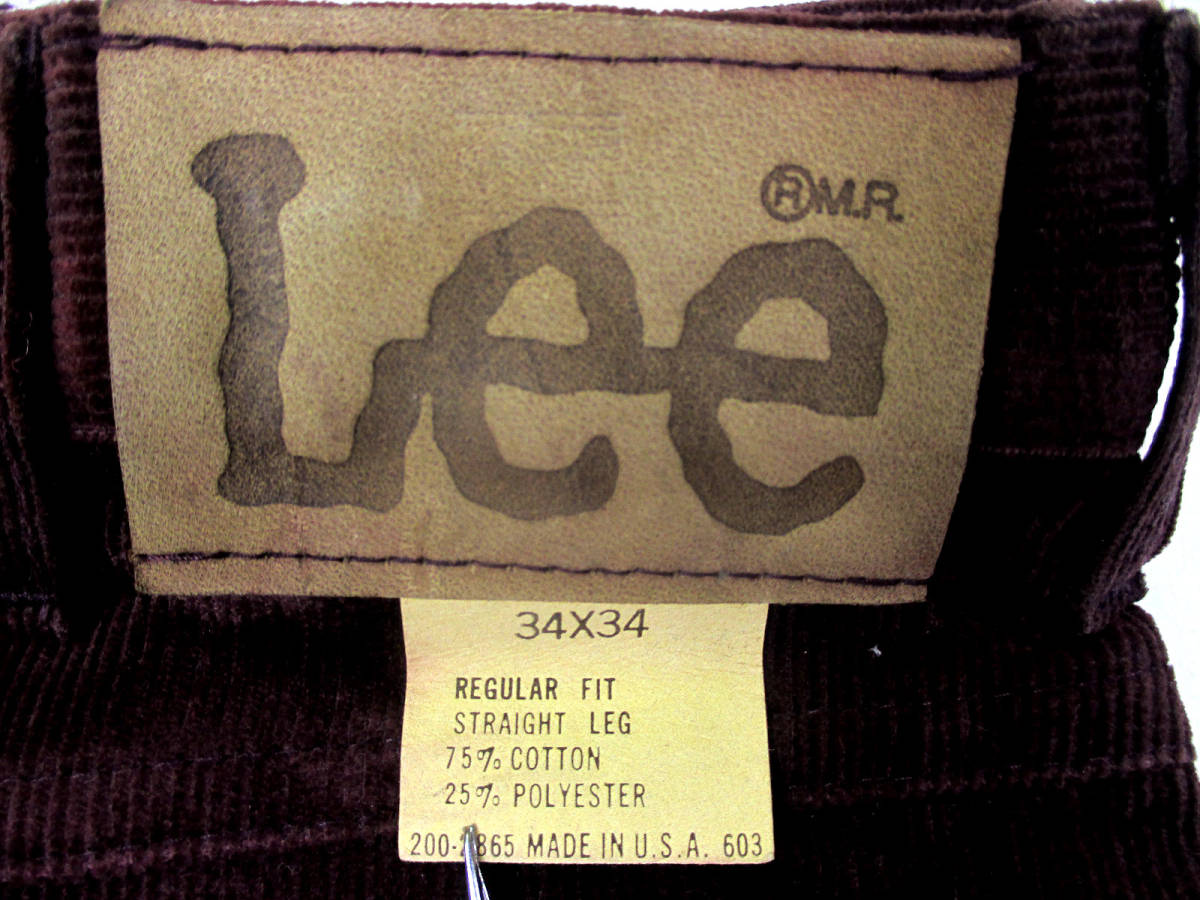 Lee
® M.R.
34X34
REGULAR FIT
STRAIGHT LEG
75% COTTON
25% POLYESTER
MADE IN U.S.A. 603